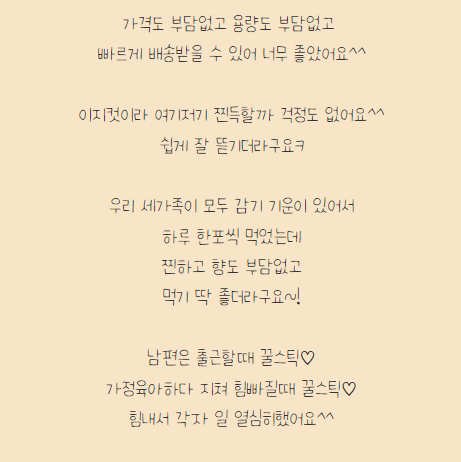 가격도 부담없고 용량도 부담없고
빠르게 배송받을 수 있어 너무 좋았어요^^
이지컷이라 여기저기 찐득할까 걱정도 없어요^^
쉽게 잘 뜯기더라구요ㅋ
우리 세가족이 모두 감기 기운이 있어서
하루 한포씩 먹었는데
찐하고 향도 부담없고
먹기 딱 좋더라구요~!
남편은 출근할때 꿀스틱♡
가정육아하다 지쳐 힘빠질때 꿀스틱♡
힘내서 각자 일 열심히했어요^^